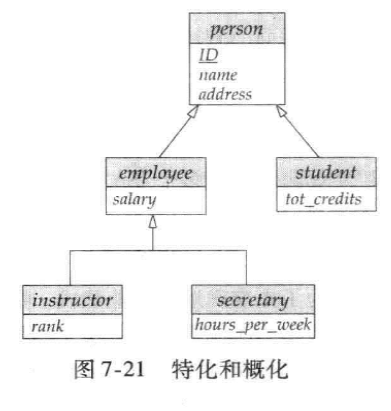 person
ID
name
address
employee
salary
student
tot_credits
instructor
rank
secretary
hours_per_week
图 7-21 特化和概化